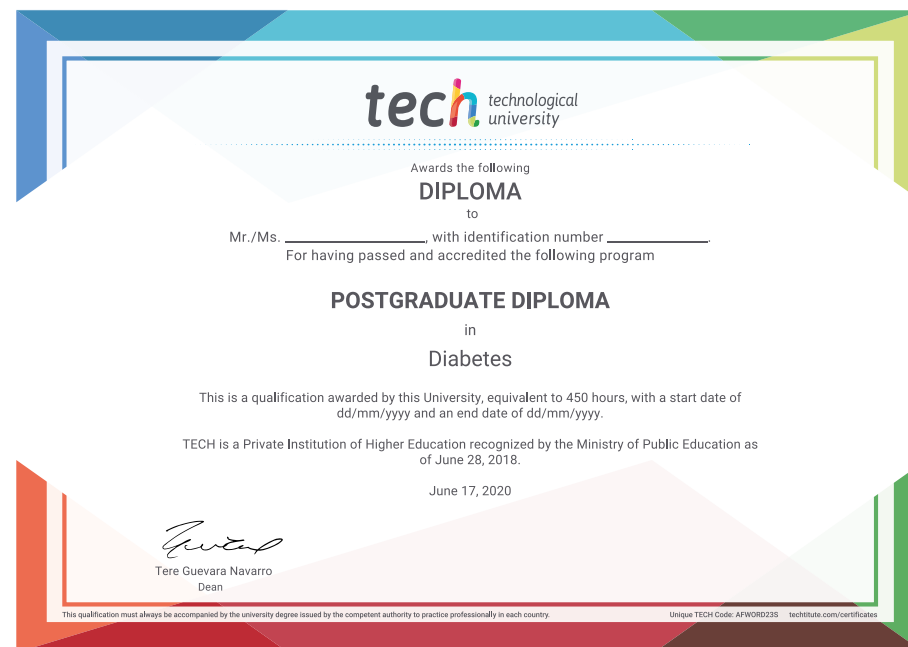 tech technological
university
Awards the following
DIPLOMA
to
Mr./Ms. ____________________, with identification number ______________.
For having passed and accredited the following program
POSTGRADUATE DIPLOMA
in
Diabetes
This is a qualification awarded by this University, equivalent to 450 hours, with a start date of
dd/mm/yyyy and an end date of dd/mm/yyyy.
TECH is a Private Institution of Higher Education recognized by the Ministry of Public Education as
of June 28, 2018.
June 17, 2020
Tere Guevara Navarro
Dean
This qualification must always be accompanied by the university degree issued by the competent authority to practice professionally in each country. Unique TECH Code: AFWORD23S techtitute.com/certificates